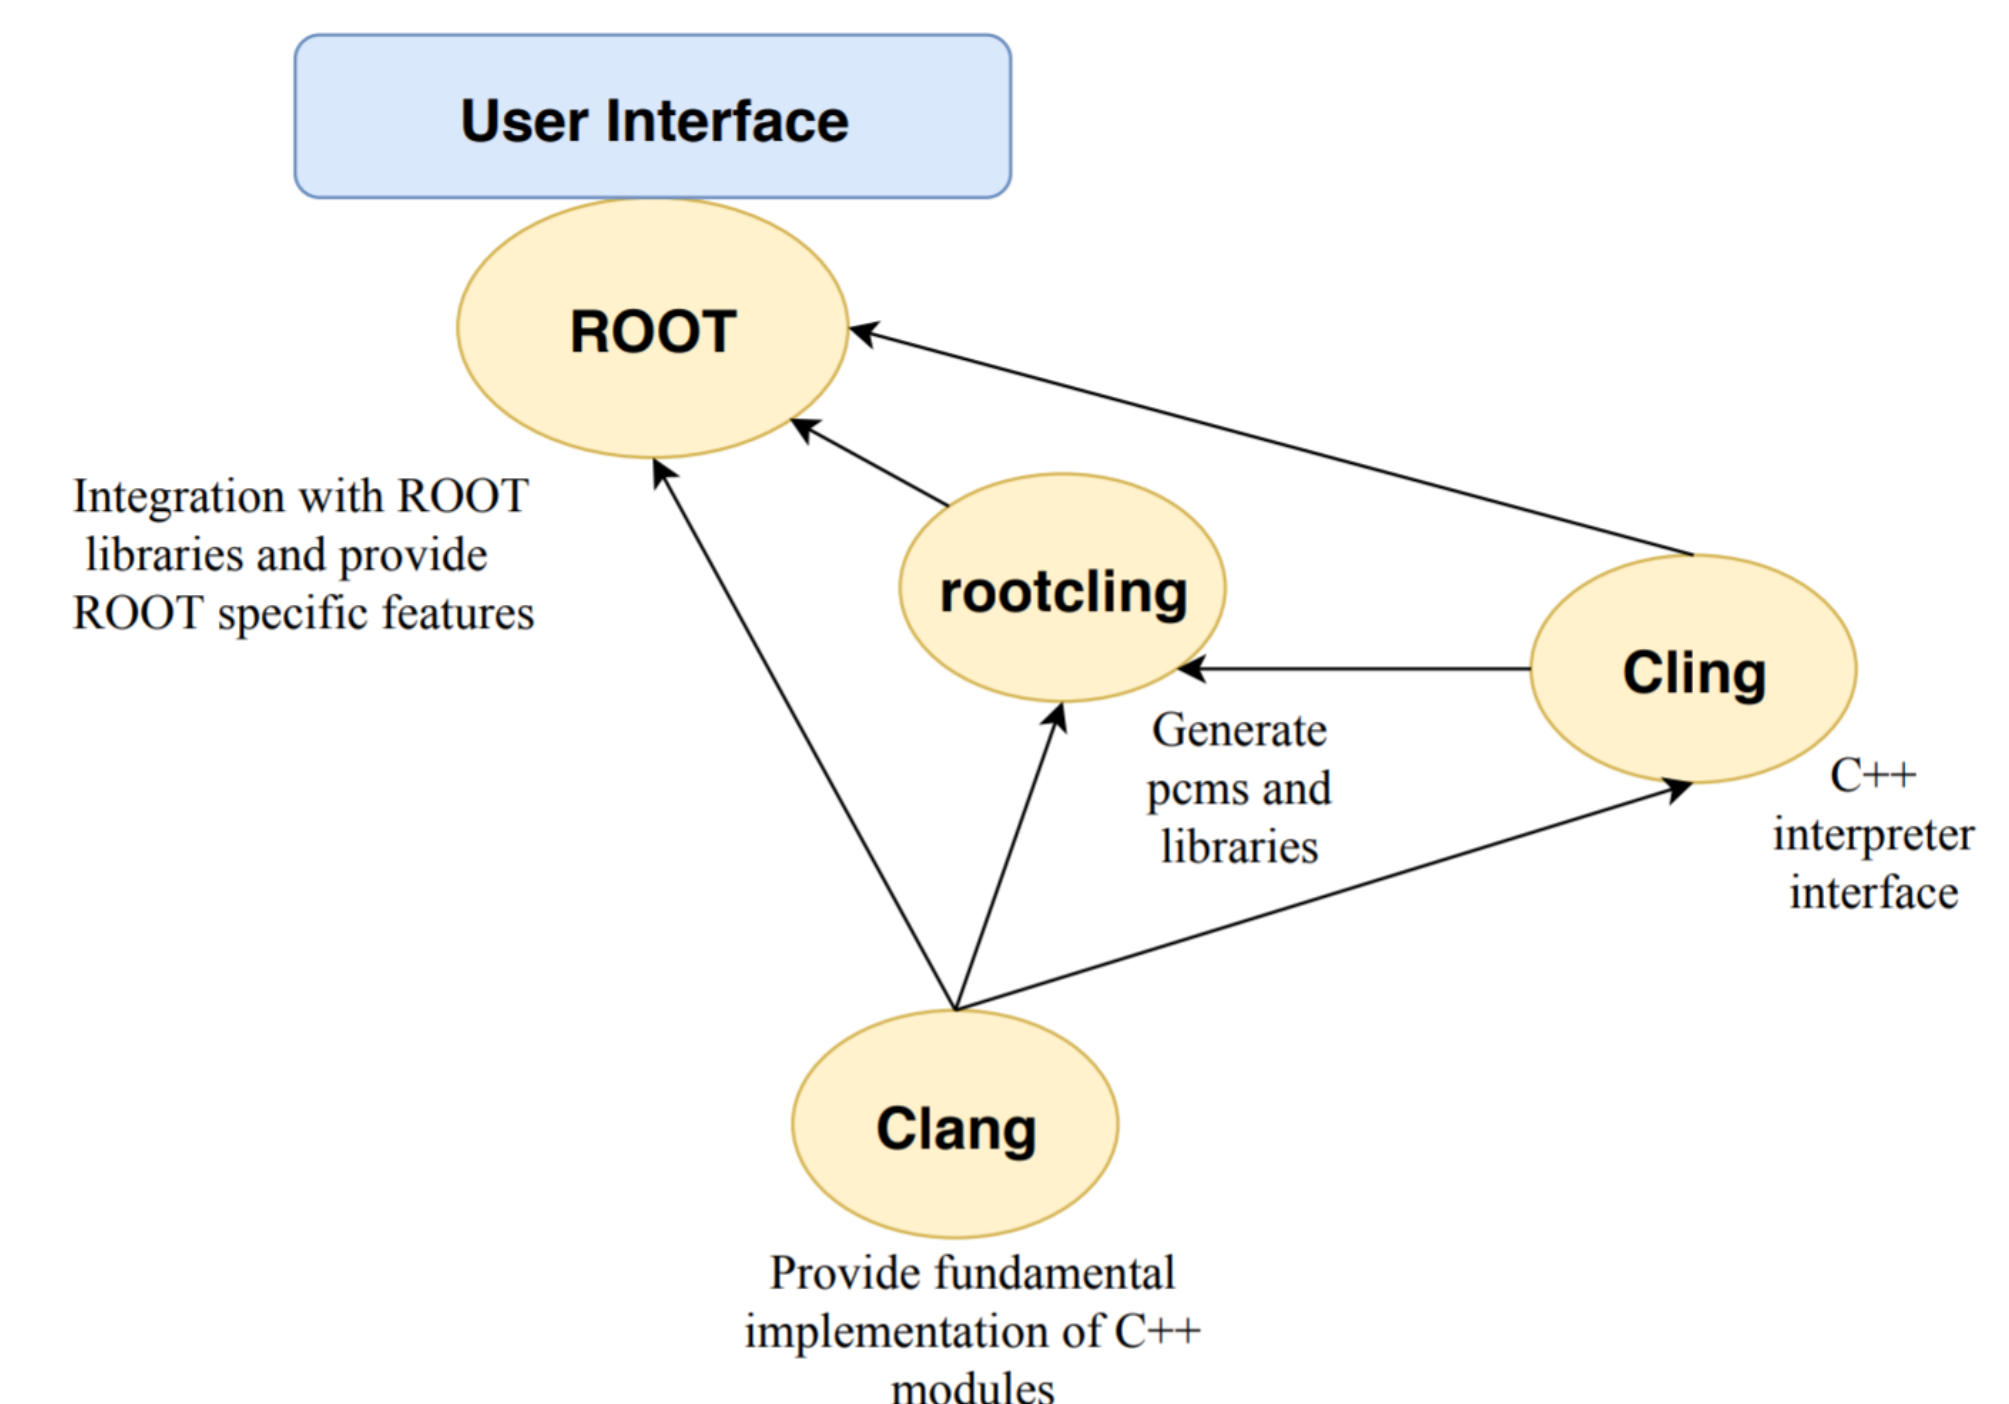 User Interface
ROOT
Integration with ROOT
libraries and provide
ROOT specific features
rootcling
Generate
pcms and
libraries
Cling
C++
interpreter
interface
Clang
Provide fundamental
implementation of C++
modules